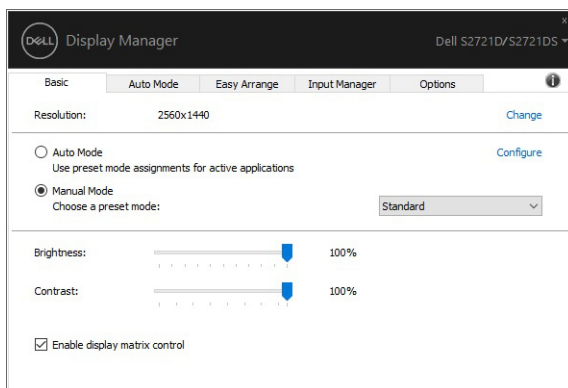 DELL Display Manager
Dell S2721D/S2721DS
Basic Auto Mode Easy Arrange Input Manager Options
Resolution: 2560x1440 Change
Auto Mode Configure
Use preset mode assignments for active applications
Manual Mode
Choose a preset mode: Standard
Brightness: 100%
Contrast: 100%
Enable display matrix control